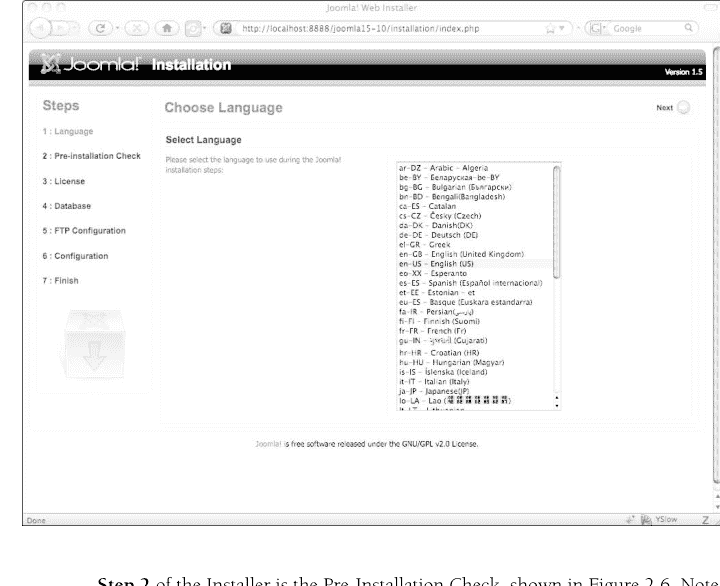 Joomla! Web Installer
http://localhost:8888/joomla15-10/installation/index.php
Google
Joomla! Installation
Version 1.5
Steps
1 : Language
2 : Pre-installation Check
3 : License
4 : Database
5 : FTP Configuration
6 : Configuration
7 : Finish
Choose Language
Next
Select Language
Please select the language to use during the Joomla!
installation steps:
ar-DZ - Arabic - Algeria
be-BY - Беларуская-be-BY
bg-BG - Bulgarian (Български)
bn-BD - Bengali(Bangladesh)
ca-ES - Catalan
cs-CZ - Česky (Czech)
da-DK - Danish(DK)
de-DE - Deutsch (DE)
el-GR - Greek
en-GB - English (United Kingdom)
en-US - English (US)
eo-XX - Esperanto
es-ES - Spanish (Español internacional)
et-EE - Estonian - et
eu-ES - Basque (Euskara estandarra)
fa-IR - Persian(پارسی)
fi-FI - Finnish (Suomi)
fr-FR - French (Fr)
gu-IN - (Gujarati)
hr-HR - Croatian (HR)
hu-HU - Hungarian (Magyar)
is-IS - Íslenska (Iceland)
it-IT - Italian (Italy)
ja-JP - Japanese(JP)
lo-LA - Lao
Joomla! is free software released under the GNU/GPL v2.0 License.
Done
YSlow
Step 2 of the Installer is the Pre-Installation Check, shown in Figure 2.6. Note